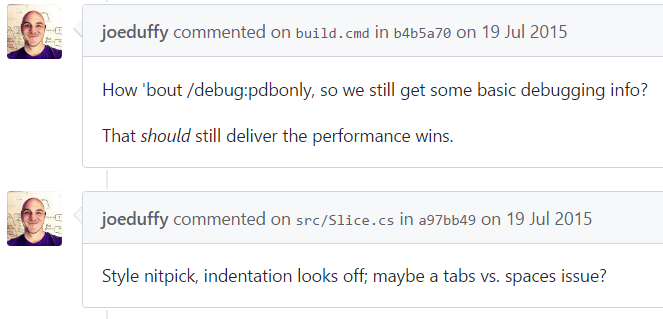 joeduffy commented on build.cmd in b4b5a70 on 19 Jul 2015
How 'bout /debug:pdbonly, so we still get some basic debugging info?
That should still deliver the performance wins.
joeduffy commented on src/Slice.cs in a97bb49 on 19 Jul 2015
Style nitpick, indentation looks off; maybe a tabs vs. spaces issue?